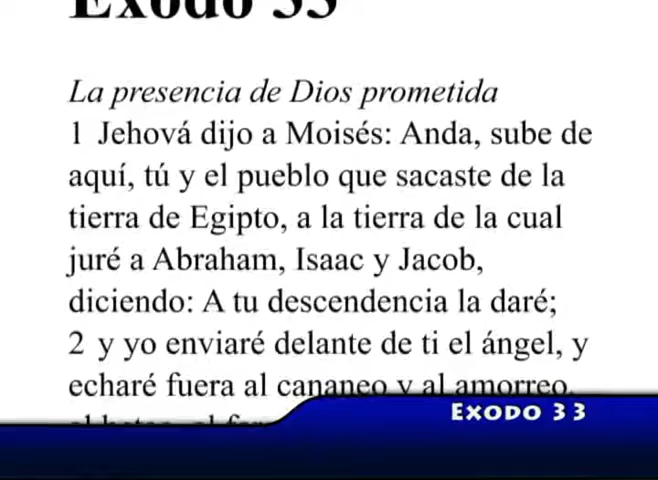 Exodo 33
La presencia de Dios prometida
1 Jehová dijo a Moisés: Anda, sube de
aquí, tú y el pueblo que sacaste de la
tierra de Egipto, a la tierra de la cual
juré a Abraham, Isaac y Jacob,
diciendo: A tu descendencia la daré;
2 y yo enviaré delante de ti el ángel, y
echaré fuera al cananeo y al amorreo,
EXODO 33